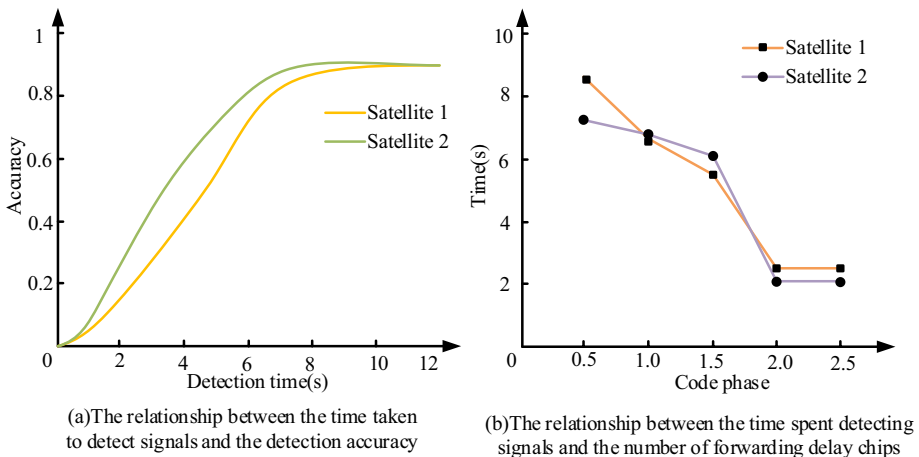 1
0.8
0.6
0.4
0.2
0
2
4
6
8
10
12
Accuracy
Detection time(s)
Satellite 1
Satellite 2
(a)The relationship between the time taken
to detect signals and the detection accuracy
10
8
6
4
2
0
0.5
1.0
1.5
2.0
2.5
Time(s)
Code phase
Satellite 1
Satellite 2
(b)The relationship between the time spent detecting
signals and the number of forwarding delay chips